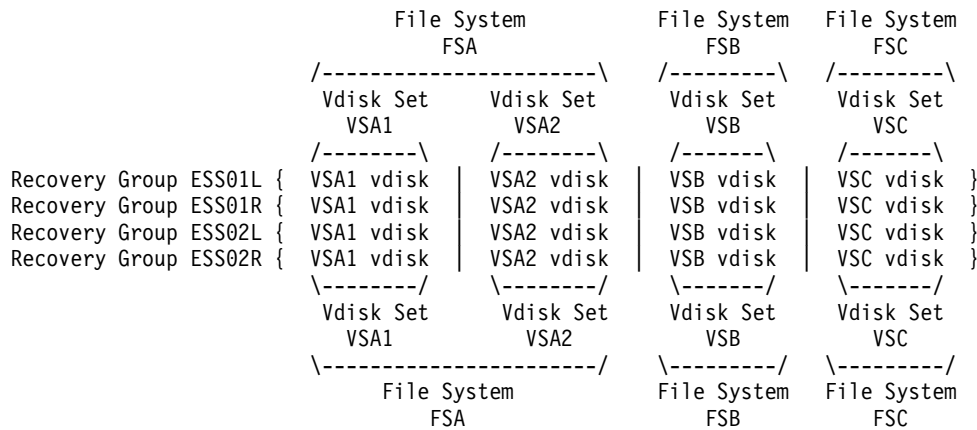 File System File System File System
FSA FSB FSC
/-----------------------\ /---------\ /---------\
Vdisk Set Vdisk Set Vdisk Set Vdisk Set
VSA1 VSA2 VSB VSC
/--------\ /--------\ /-------\ /-------\
Recovery Group ESS01L { VSA1 vdisk | VSA2 vdisk | VSB vdisk | VSC vdisk }
Recovery Group ESS01R { VSA1 vdisk | VSA2 vdisk | VSB vdisk | VSC vdisk }
Recovery Group ESS02L { VSA1 vdisk | VSA2 vdisk | VSB vdisk | VSC vdisk }
Recovery Group ESS02R { VSA1 vdisk | VSA2 vdisk | VSB vdisk | VSC vdisk }
\--------/ \--------/ \-------/ \-------/
Vdisk Set Vdisk Set Vdisk Set Vdisk Set
VSA1 VSA2 VSB VSC
\-----------------------/ \---------/ \---------/
File System File System File System
FSA FSB FSC